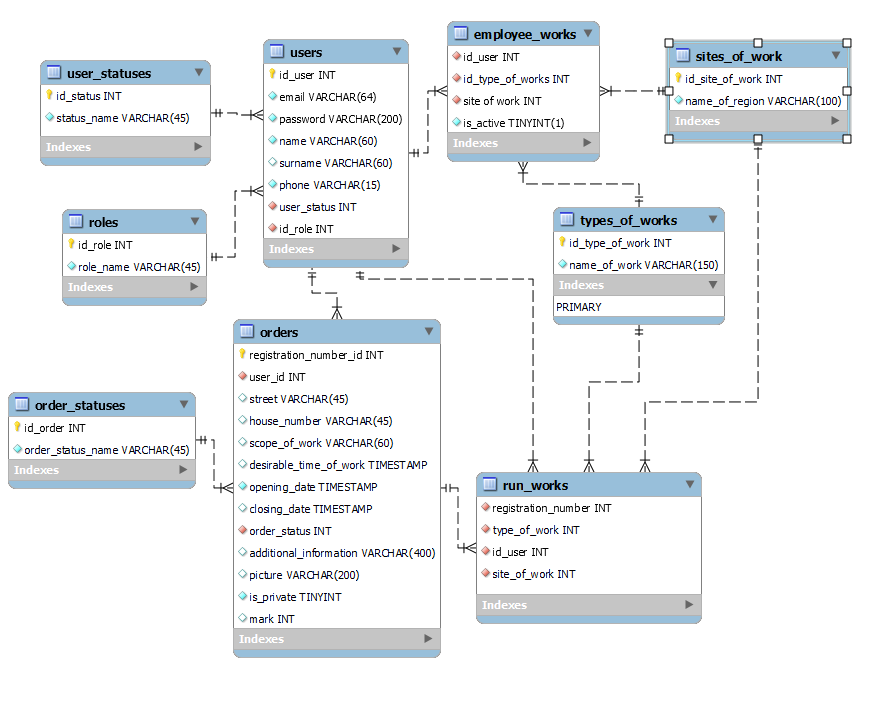 user_statuses
id_status INT
status_name VARCHAR(45)
Indexes
roles
id_role INT
role_name VARCHAR(45)
Indexes
order_statuses
id_order INT
order_status_name VARCHAR(45)
Indexes
users
id_user INT
email VARCHAR(64)
password VARCHAR(200)
name VARCHAR(60)
surname VARCHAR(60)
phone VARCHAR(15)
user_status INT
id_role INT
Indexes
orders
registration_number_id INT
user_id INT
street VARCHAR(45)
house_number VARCHAR(45)
scope_of_work VARCHAR(60)
desirable_time_of_work TIMESTAMP
opening_date TIMESTAMP
closing_date TIMESTAMP
order_status INT
additional_information VARCHAR(400)
picture VARCHAR(200)
is_private TINYINT
mark INT
Indexes
employee_works
id_user INT
id_type_of_works INT
site of work INT
is_active TINYINT(1)
Indexes
sites_of_work
id_site_of_work INT
name_of_region VARCHAR(100)
Indexes
types_of_works
id_type_of_work INT
name_of_work VARCHAR(150)
Indexes
PRIMARY
run_works
registration_number INT
type_of_work INT
id_user INT
site_of_work INT
Indexes